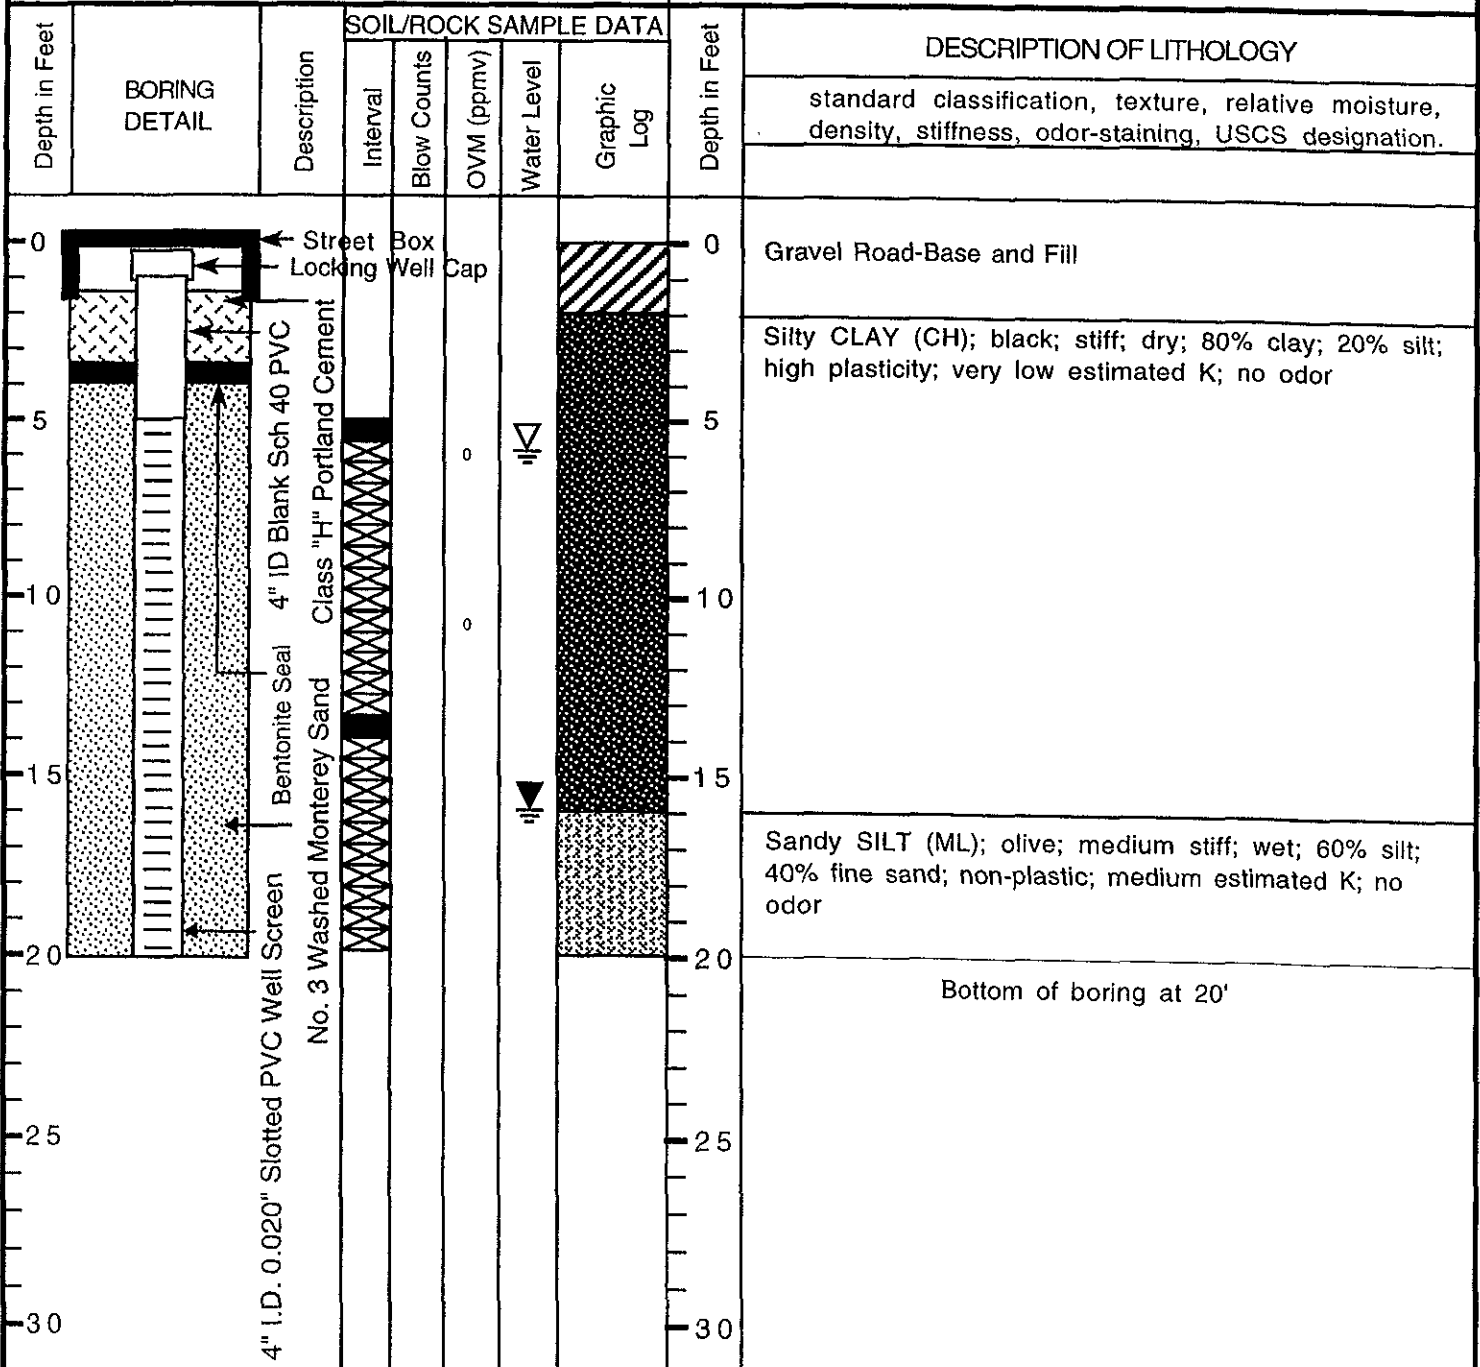 SOIL/ROCK SAMPLE DATA
Depth in Feet
BORING
DETAIL
Description
Interval
Blow Counts
OVM (ppmv)
Water Level
Graphic
Log
Depth in Feet
DESCRIPTION OF LITHOLOGY
standard classification, texture, relative moisture,
density, stiffness, odor-staining, USCS designation.
0
5
10
15
20
25
30
Street Box
Locking Well Cap
4" ID Blank Sch 40 PVC
Class "H" Portland Cement
Bentonite Seal
No. 3 Washed Monterey Sand
4" I.D. 0.020" Slotted PVC Well Screen
0
0
0
5
10
15
20
25
30
Gravel Road-Base and Fill
Silty CLAY (CH); black; stiff; dry; 80% clay; 20% silt;
high plasticity; very low estimated K; no odor
Sandy SILT (ML); olive; medium stiff; wet; 60% silt;
40% fine sand; non-plastic; medium estimated K; no
odor
Bottom of boring at 20'